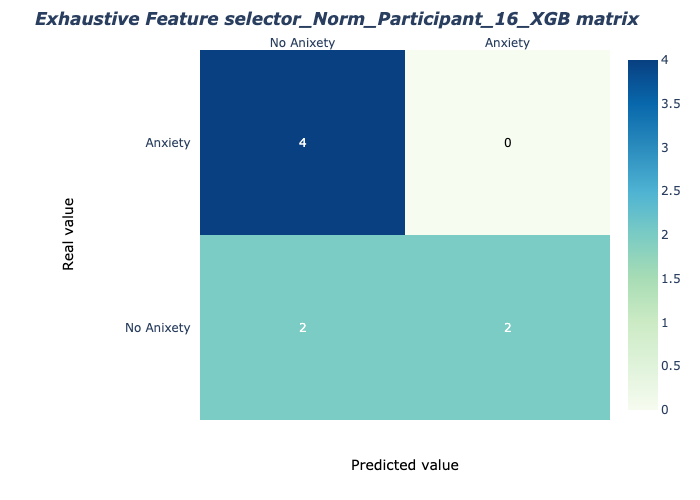 Exhaustive Feature selector_Norm_Participant_16_XGB matrix
No Anixety
Anxiety
4
3.5
3
2.5
2
1.5
1
0.5
0
Anxiety
4
0
Real value
No Anixety
2
2
Predicted value